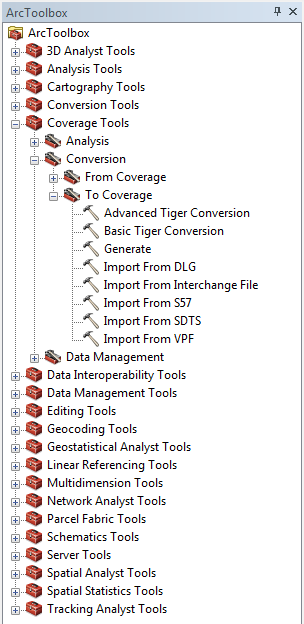 ArcToolbox
ArcToolbox
3D Analyst Tools
Analysis Tools
Cartography Tools
Conversion Tools
Coverage Tools
Analysis
Conversion
From Coverage
To Coverage
Advanced Tiger Conversion
Basic Tiger Conversion
Generate
Import From DLG
Import From Interchange File
Import From S57
Import From SDTS
Import From VPF
Data Management
Data Interoperability Tools
Data Management Tools
Editing Tools
Geocoding Tools
Geostatistical Analyst Tools
Linear Referencing Tools
Multidimension Tools
Network Analyst Tools
Parcel Fabric Tools
Schematics Tools
Server Tools
Spatial Analyst Tools
Spatial Statistics Tools
Tracking Analyst Tools